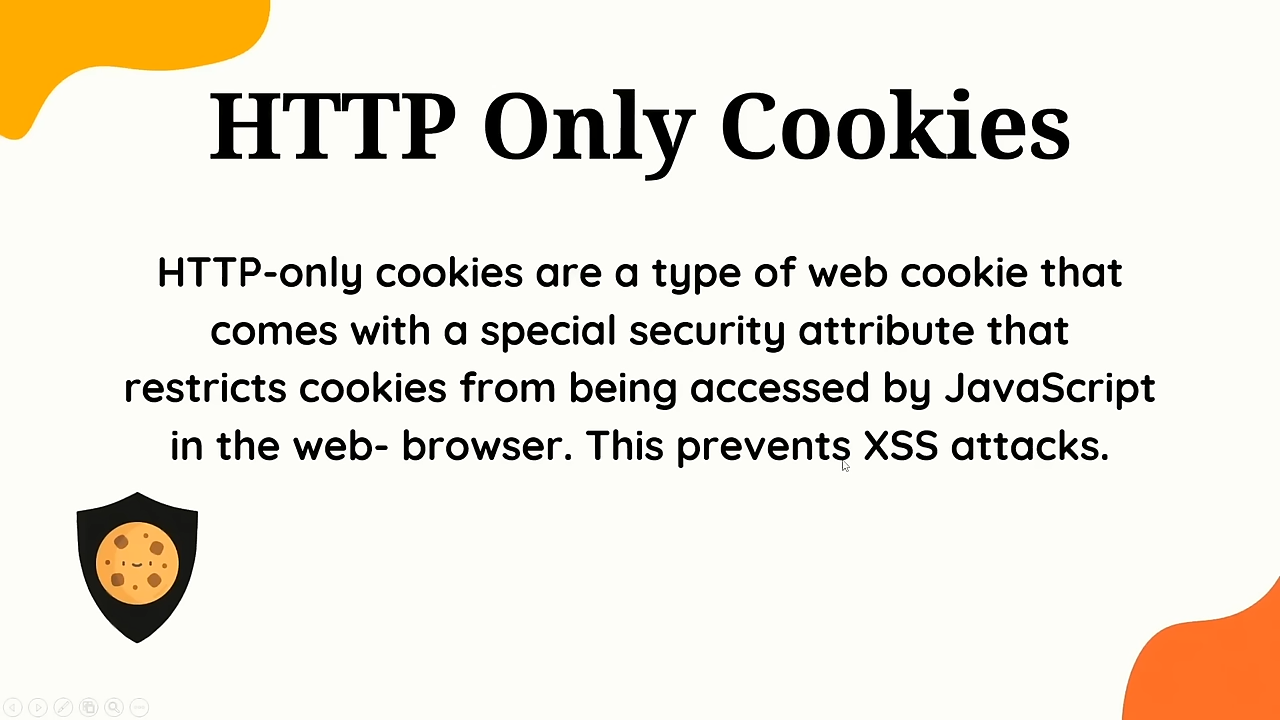 HTTP Only Cookies
HTTP-only cookies are a type of web cookie that
comes with a special security attribute that
restricts cookies from being accessed by JavaScript
in the web- browser. This prevents XSS attacks.